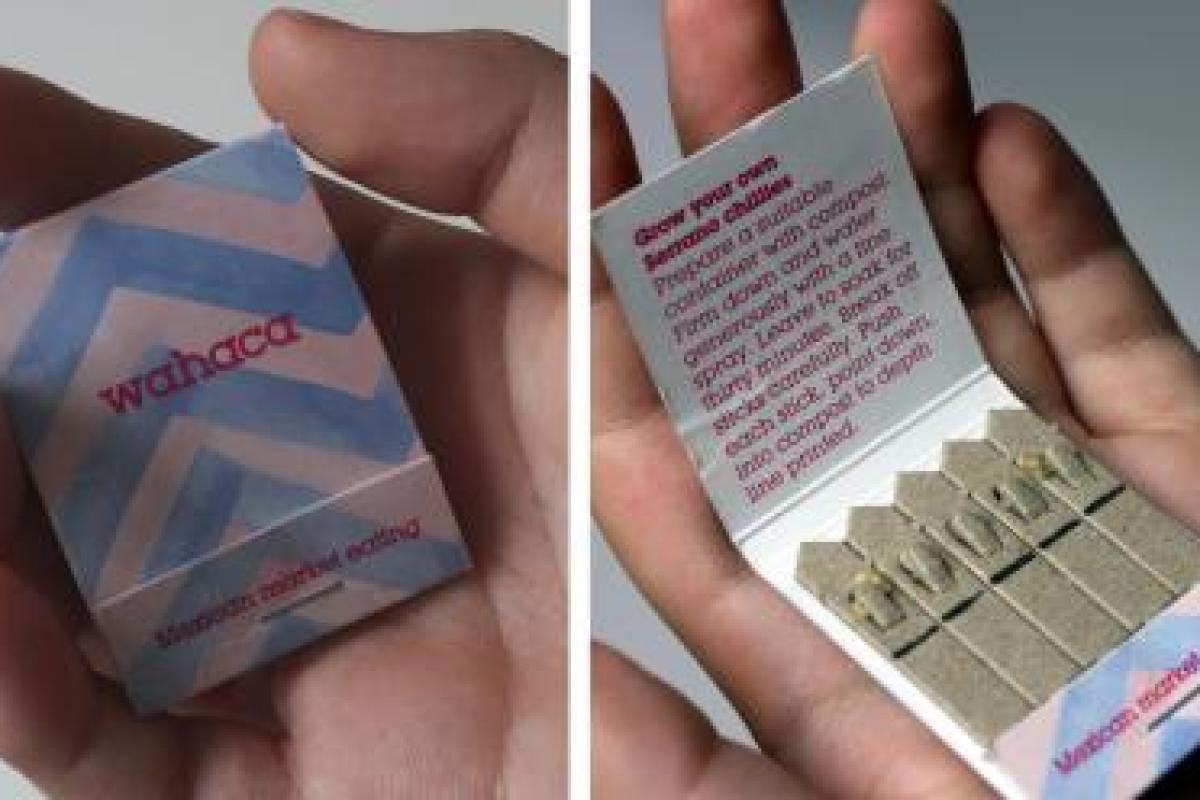 wahaca
Mexican market eating
Grow your own
Serrano chillies
Prepare a suitable
container with compost.
Firm down and water
generously with a fine
spray. Leave to soak for
thirty minutes. Break off
sticks carefully. Push
each stick, point down,
into compost to depth
line printed.
Mexican market